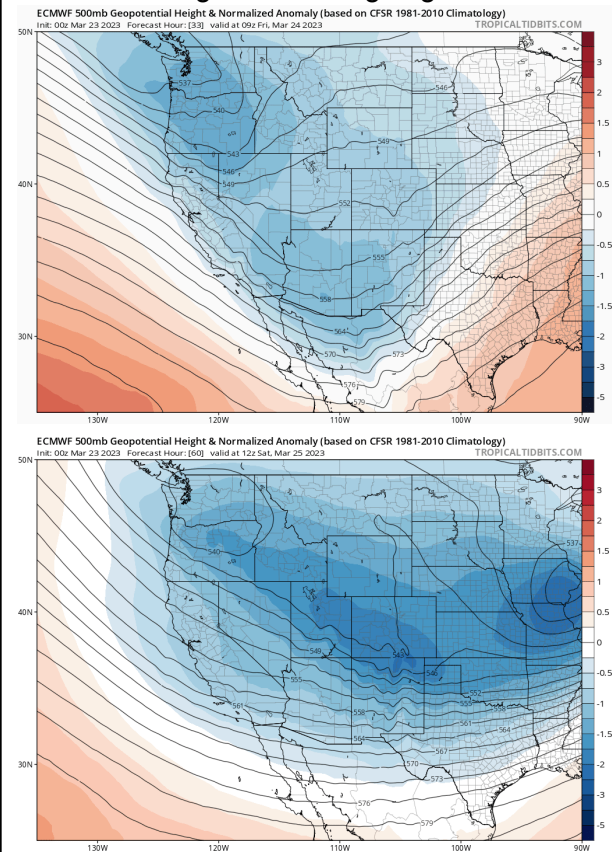 ECMWF 500mb Geopotential Height & Normalized Anomaly (based on CFSR 1981-2010 Climatology)
Init: 00z Mar 23 2023 Forecast Hour: [33] valid at 09z Fri, Mar 24 2023
TROPICALTIDBITS.COM
50N
3
537
546
2
540
1.5
549
543
1
546
40N
549
0.5
552
0
-0.5
555
-1
558
-1.5
564
30N
-2
570
573
-3
576
579
-5
130W
120W
110W
100W
90W
ECMWF 500mb Geopotential Height & Normalized Anomaly (based on CFSR 1981-2010 Climatology)
Init: 00z Mar 23 2023 Forecast Hour: [60] valid at 12z Sat, Mar 25 2023
TROPICALTIDBITS.COM
50N
3
2
537
540
1.5
1
0.5
40N
0
549
546
-0.5
555
552
-1
561
558
561
564
-1.5
564
567
30N
570
-2
573
576
-3
579
-5
130W
120W
110W
100W
90W